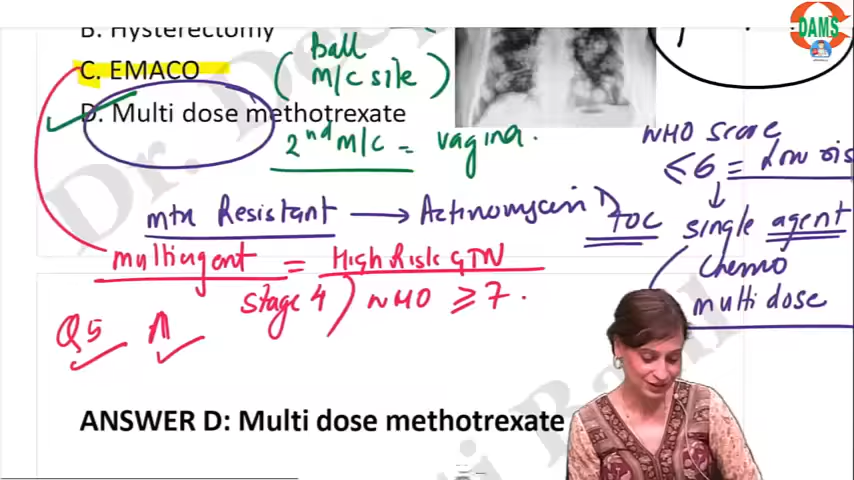 B. Hysterectomy
C. EMACO
D. Multi dose methotrexate
Ball
M/C site
2nd M/C = vagina.
DAMS
WHO score
≤6 = Low ris
single agent
chemo
multi dose
mtx Resistant → Actinomycin D TOC
multiagent = High Risk GTN
stage 4) WHO ≥ 7.
Q5 A
ANSWER D: Multi dose methotrexate